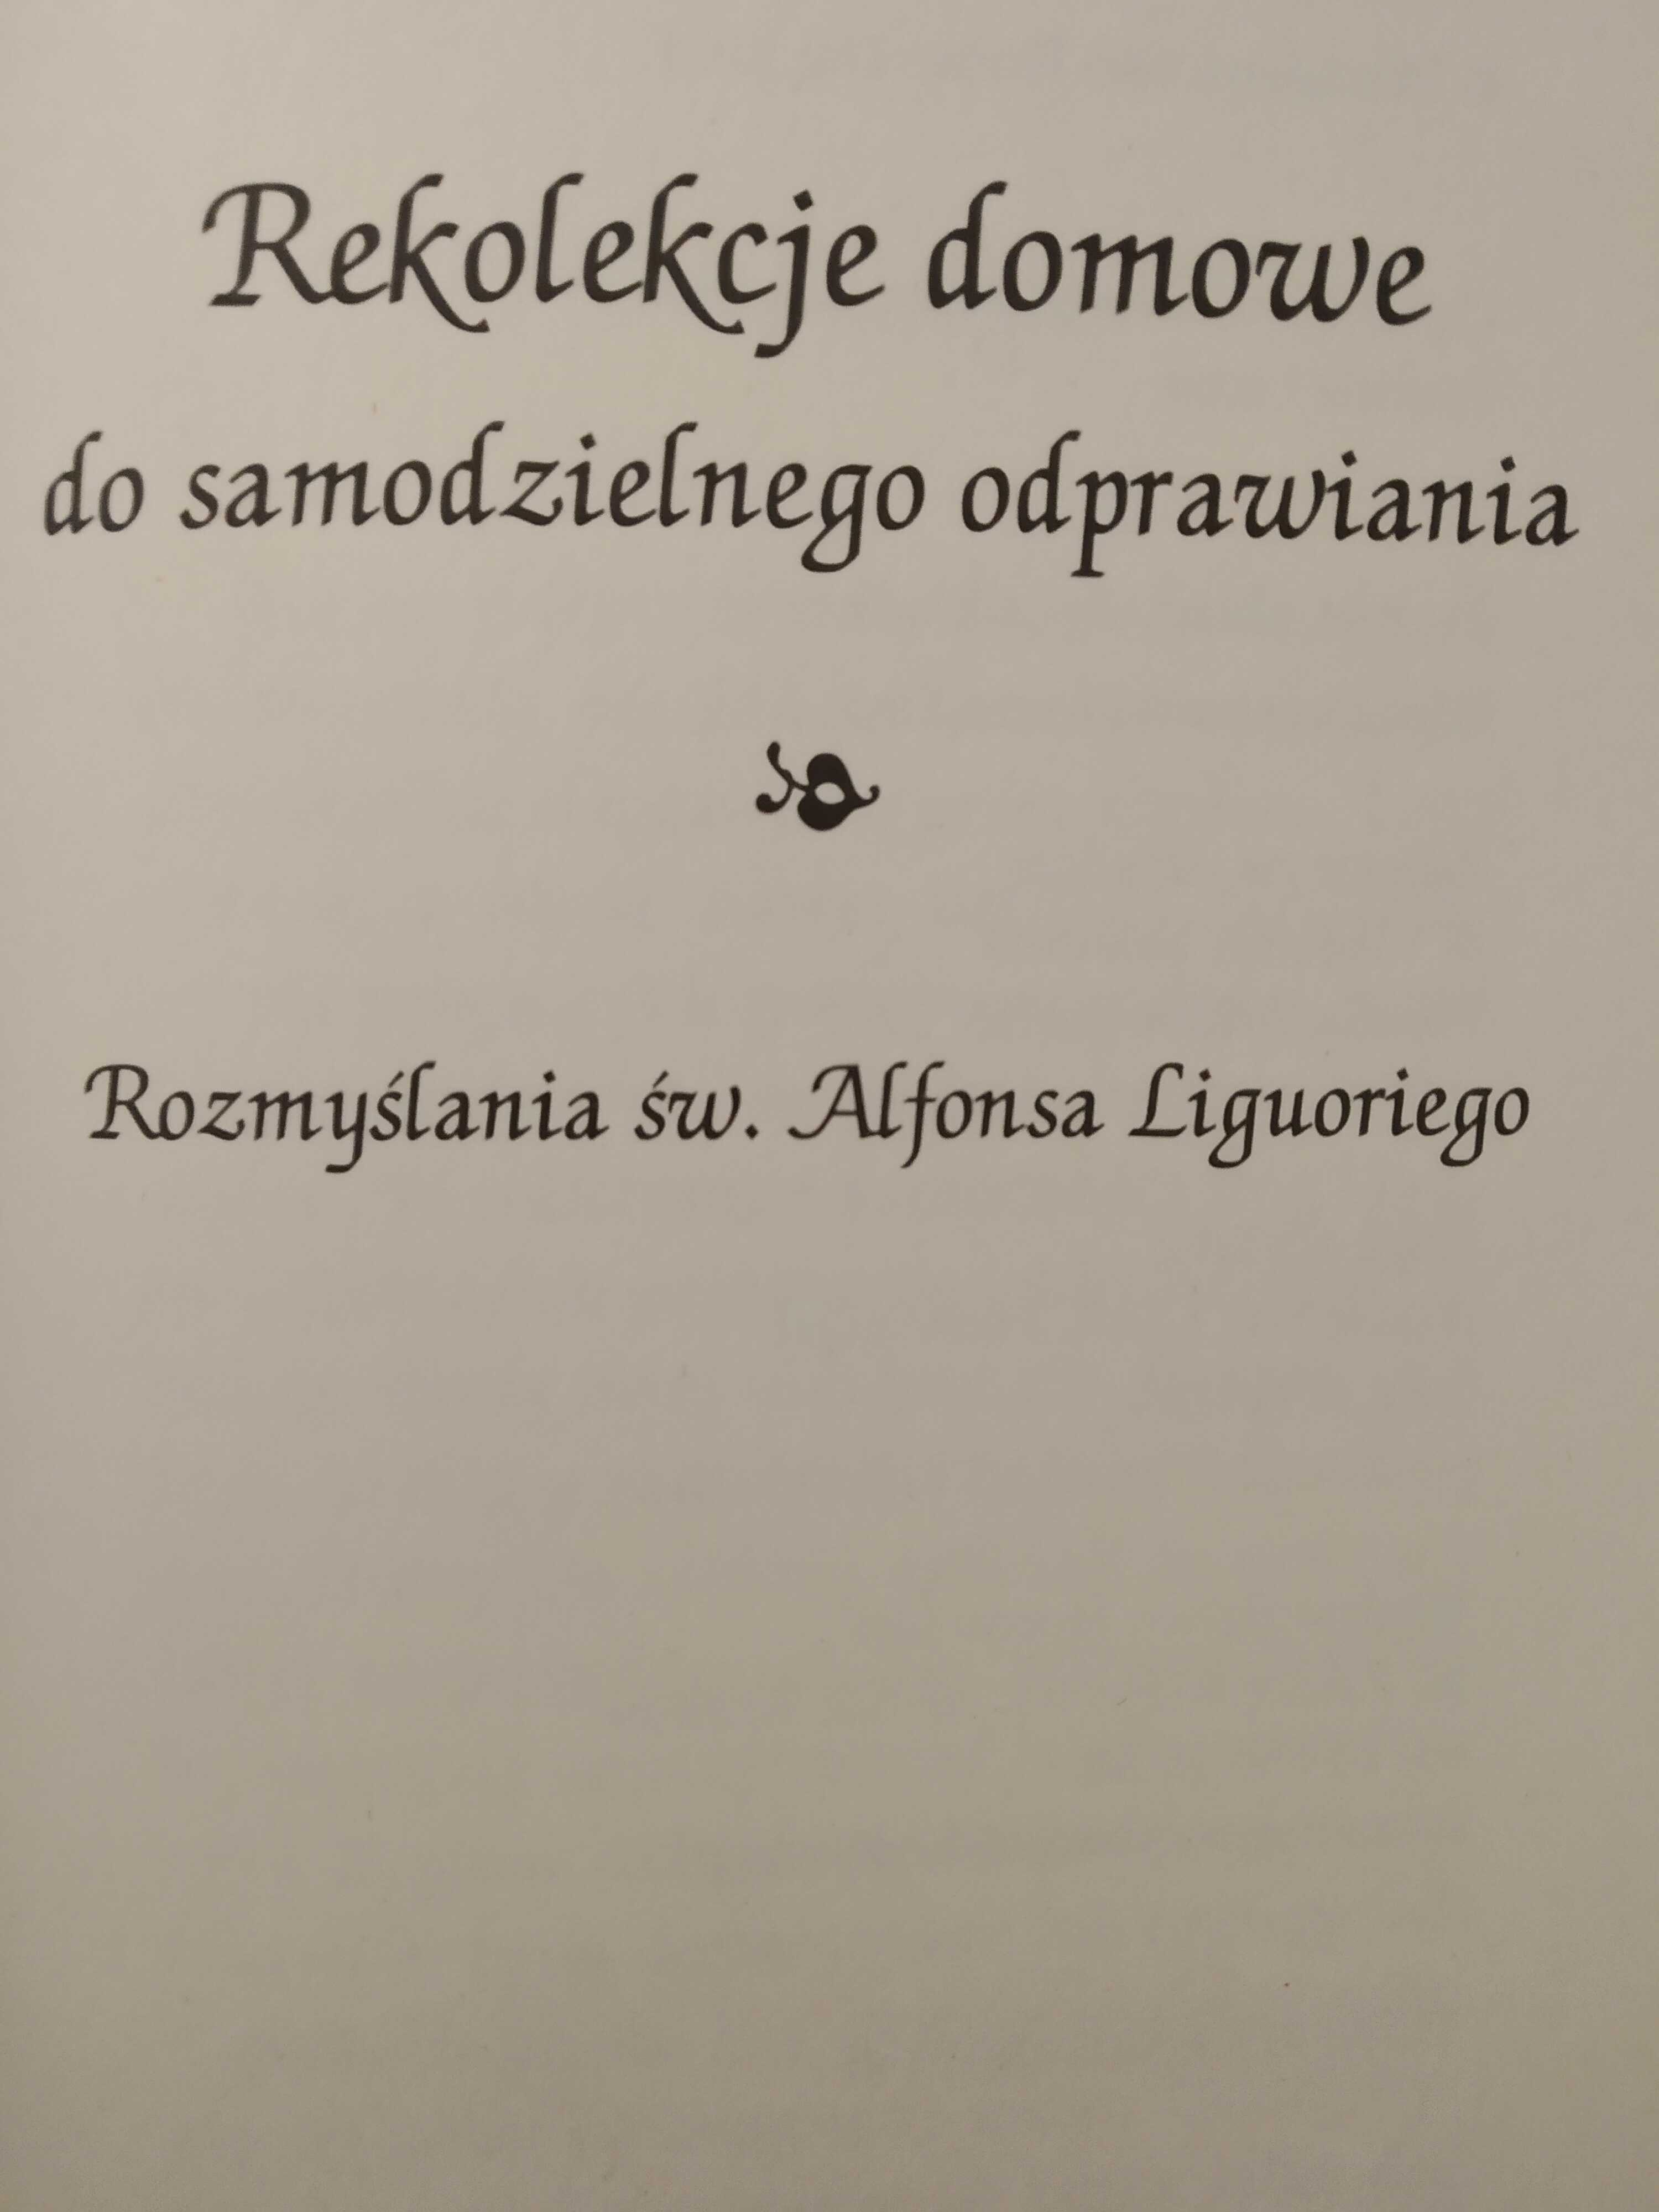 Rekolekcje domowe
do samodzielnego odprawiania
Rozmyślania św. Alfonsa Liguoriego